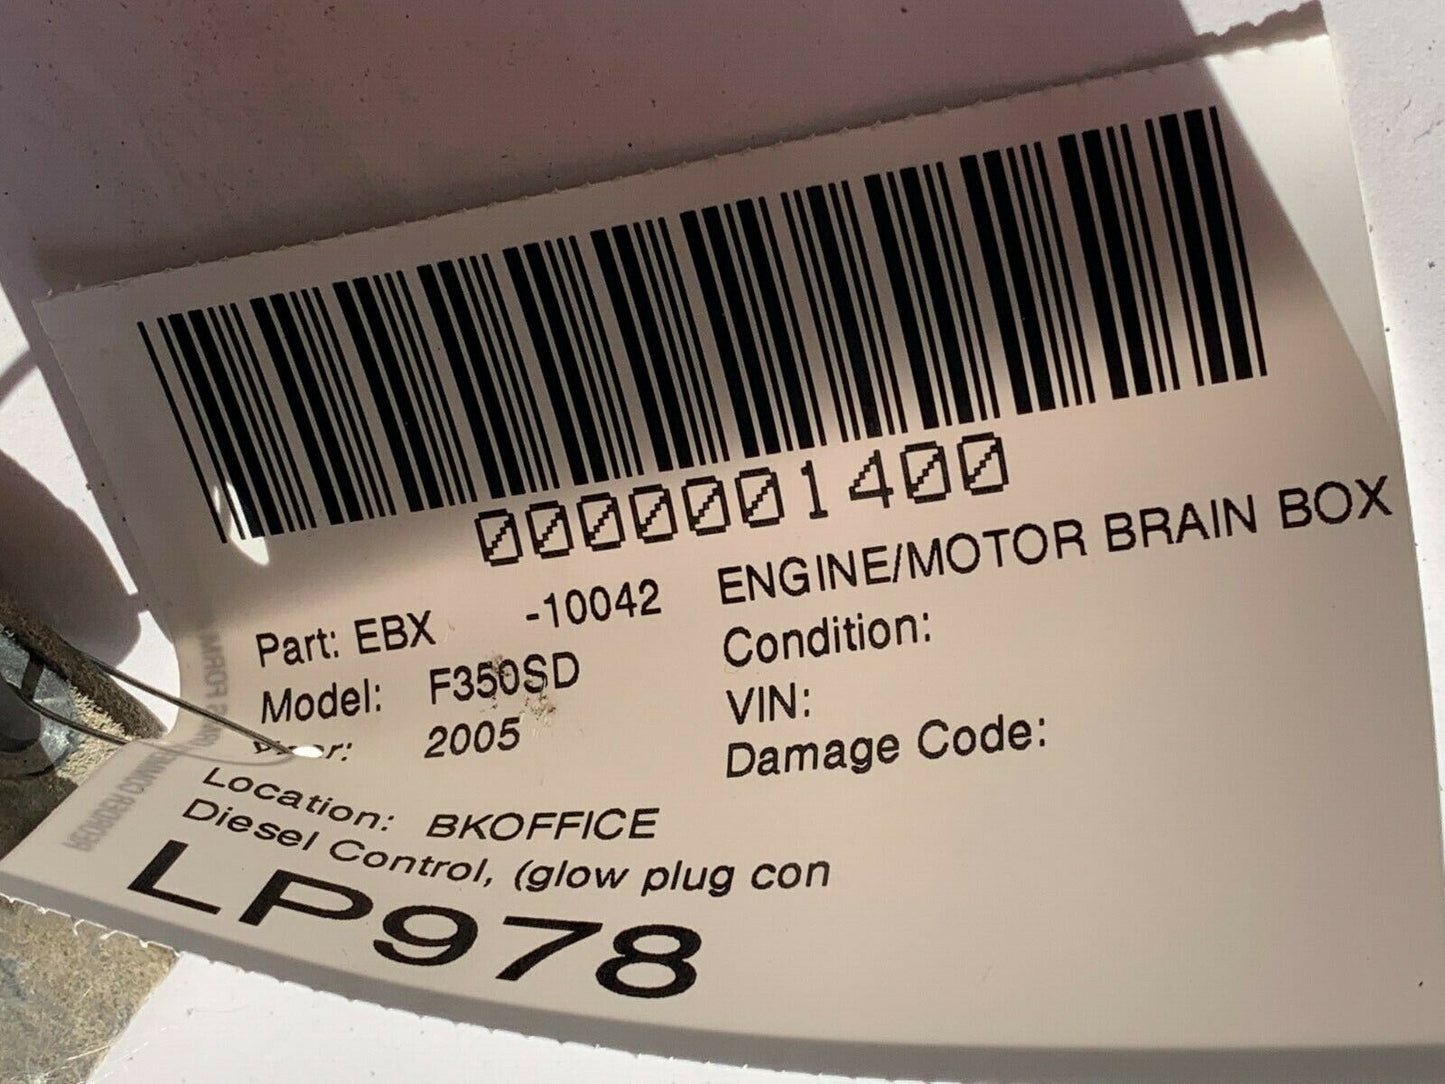 0000001400
Part: EBX -10042 ENGINE/MOTOR BRAIN BOX
Model: F350SD Condition:
2005 VIN:
Damage Code:
Location: BKOFFICE
Diesel Control, (glow plug con
LP978